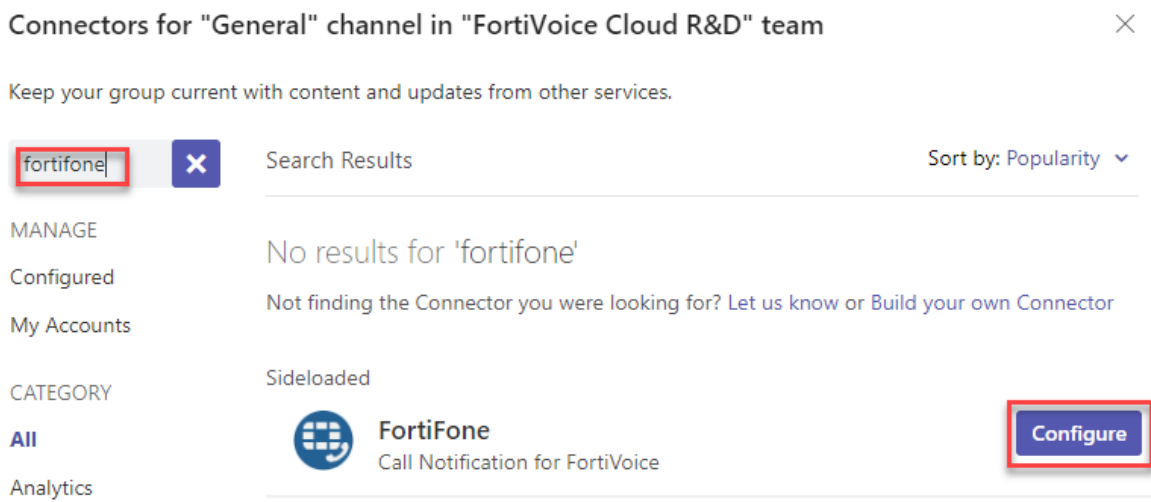 Connectors for "General" channel in "FortiVoice Cloud R&D" team
Keep your group current with content and updates from other services.
fortifone
Search Results
Sort by: Popularity
MANAGE
Configured
My Accounts
CATEGORY
All
Analytics
No results for 'fortifone'
Not finding the Connector you were looking for? Let us know or Build your own Connector
Sideloaded
FortiFone
Call Notification for FortiVoice
Configure